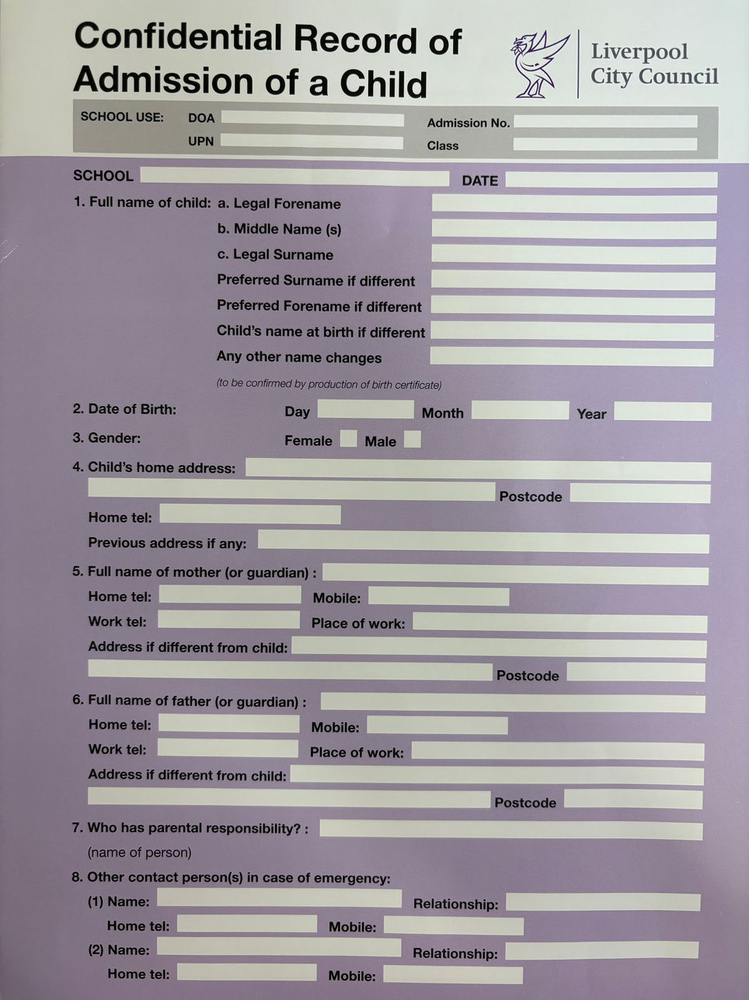 Confidential Record of
Admission of a Child
Liverpool
City Council
SCHOOL USE: DOA Admission No.
UPN Class
SCHOOL DATE
1. Full name of child: a. Legal Forename
b. Middle Name (s)
c. Legal Surname
Preferred Surname if different
Preferred Forename if different
Child's name at birth if different
Any other name changes
(to be confirmed by production of birth certificate)
2. Date of Birth: Day Month Year
3. Gender: Female Male
4. Child's home address:
Postcode
Home tel:
Previous address if any:
5. Full name of mother (or guardian) :
Home tel: Mobile:
Work tel: Place of work:
Address if different from child:
Postcode
6. Full name of father (or guardian) :
Home tel: Mobile:
Work tel: Place of work:
Address if different from child:
Postcode
7. Who has parental responsibility? :
(name of person)
8. Other contact person(s) in case of emergency:
(1) Name: Relationship:
Home tel: Mobile:
(2) Name: Relationship:
Home tel: Mobile: